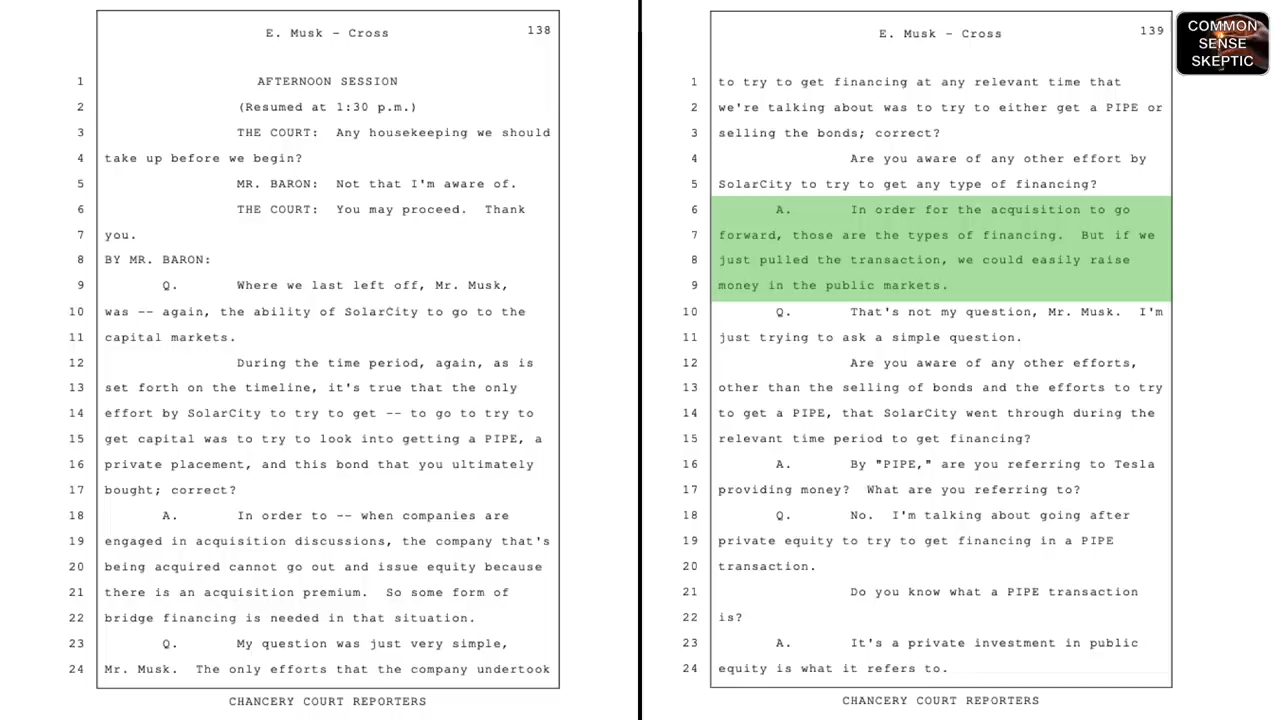 E. Musk - Cross 138
1 AFTERNOON SESSION
2 (Resumed at 1:30 p.m.)
3 THE COURT: Any housekeeping we should
4 take up before we begin?
5 MR. BARON: Not that I'm aware of.
6 THE COURT: You may proceed. Thank
7 you.
8 BY MR. BARON:
9 Q. Where we last left off, Mr. Musk,
10 was -- again, the ability of SolarCity to go to the
11 capital markets.
12 During the time period, again, as is
13 set forth on the timeline, it's true that the only
14 effort by SolarCity to try to get -- to go to try to
15 get capital was to try to look into getting a PIPE, a
16 private placement, and this bond that you ultimately
17 bought; correct?
18 A. In order to -- when companies are
19 engaged in acquisition discussions, the company that's
20 being acquired cannot go out and issue equity because
21 there is an acquisition premium. So some form of
22 bridge financing is needed in that situation.
23 Q. My question was just very simple,
24 Mr. Musk. The only efforts that the company undertook
CHANCERY COURT REPORTERS
E. Musk - Cross 139
1 to try to get financing at any relevant time that
2 we're talking about was to try to either get a PIPE or
3 selling the bonds; correct?
4 Are you aware of any other effort by
5 SolarCity to try to get any type of financing?
6 A. In order for the acquisition to go
7 forward, those are the types of financing. But if we
8 just pulled the transaction, we could easily raise
9 money in the public markets.
10 Q. That's not my question, Mr. Musk. I'm
11 just trying to ask a simple question.
12 Are you aware of any other efforts,
13 other than the selling of bonds and the efforts to try
14 to get a PIPE, that SolarCity went through during the
15 relevant time period to get financing?
16 A. By "PIPE," are you referring to Tesla
17 providing money? What are you referring to?
18 Q. No. I'm talking about going after
19 private equity to try to get financing in a PIPE
20 transaction.
21 Do you know what a PIPE transaction
22 is?
23 A. It's a private investment in public
24 equity is what it refers to.
CHANCERY COURT REPORTERS
COMMON
SENSE
SKEPTIC